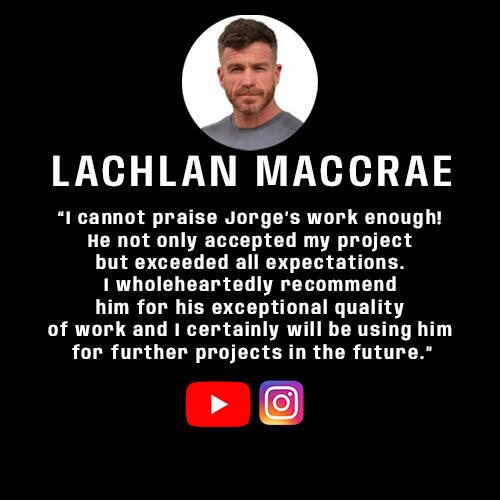 LACHLAN MACCRAE
"I cannot praise Jorge's work enough!
He not only accepted my project
but exceeded all expectations.
I wholeheartedly recommend
him for his exceptional quality
of work and I certainly will be using him
for further projects in the future."